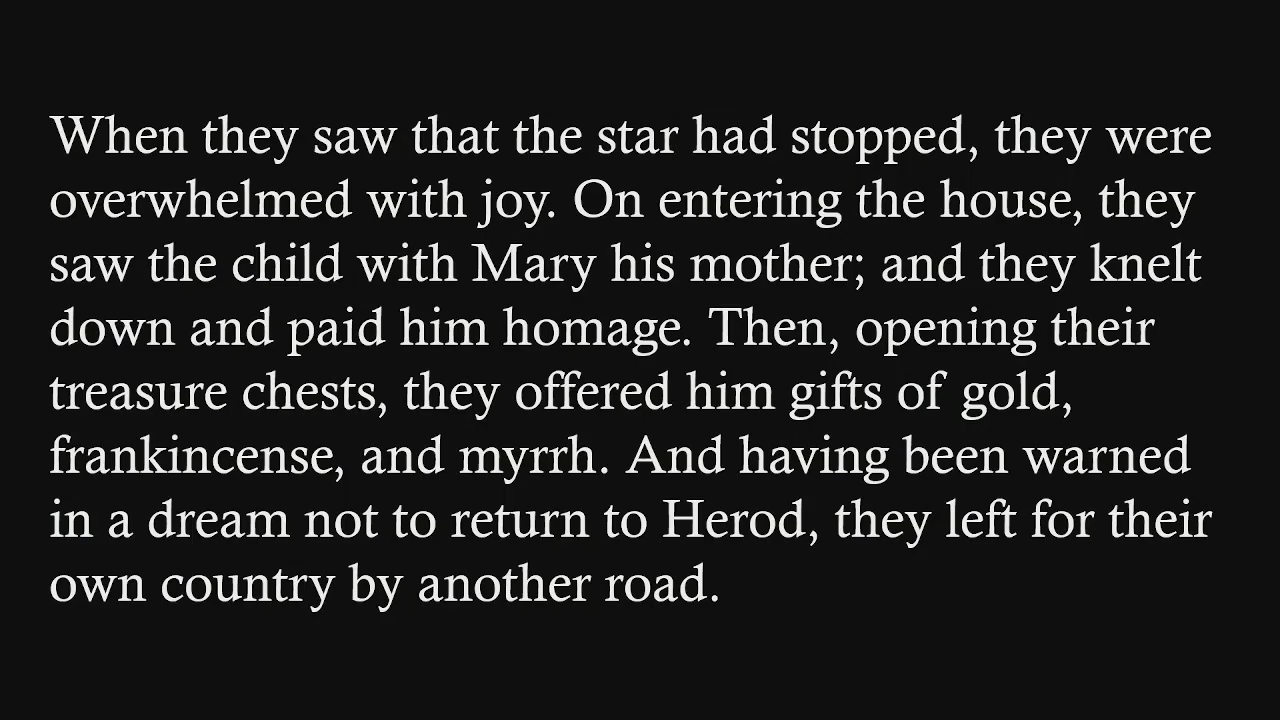 When they saw that the star had stopped, they were
overwhelmed with joy. On entering the house, they
saw the child with Mary his mother; and they knelt
down and paid him homage. Then, opening their
treasure chests, they offered him gifts of gold,
frankincense, and myrrh. And having been warned
in a dream not to return to Herod, they left for their
own country by another road.